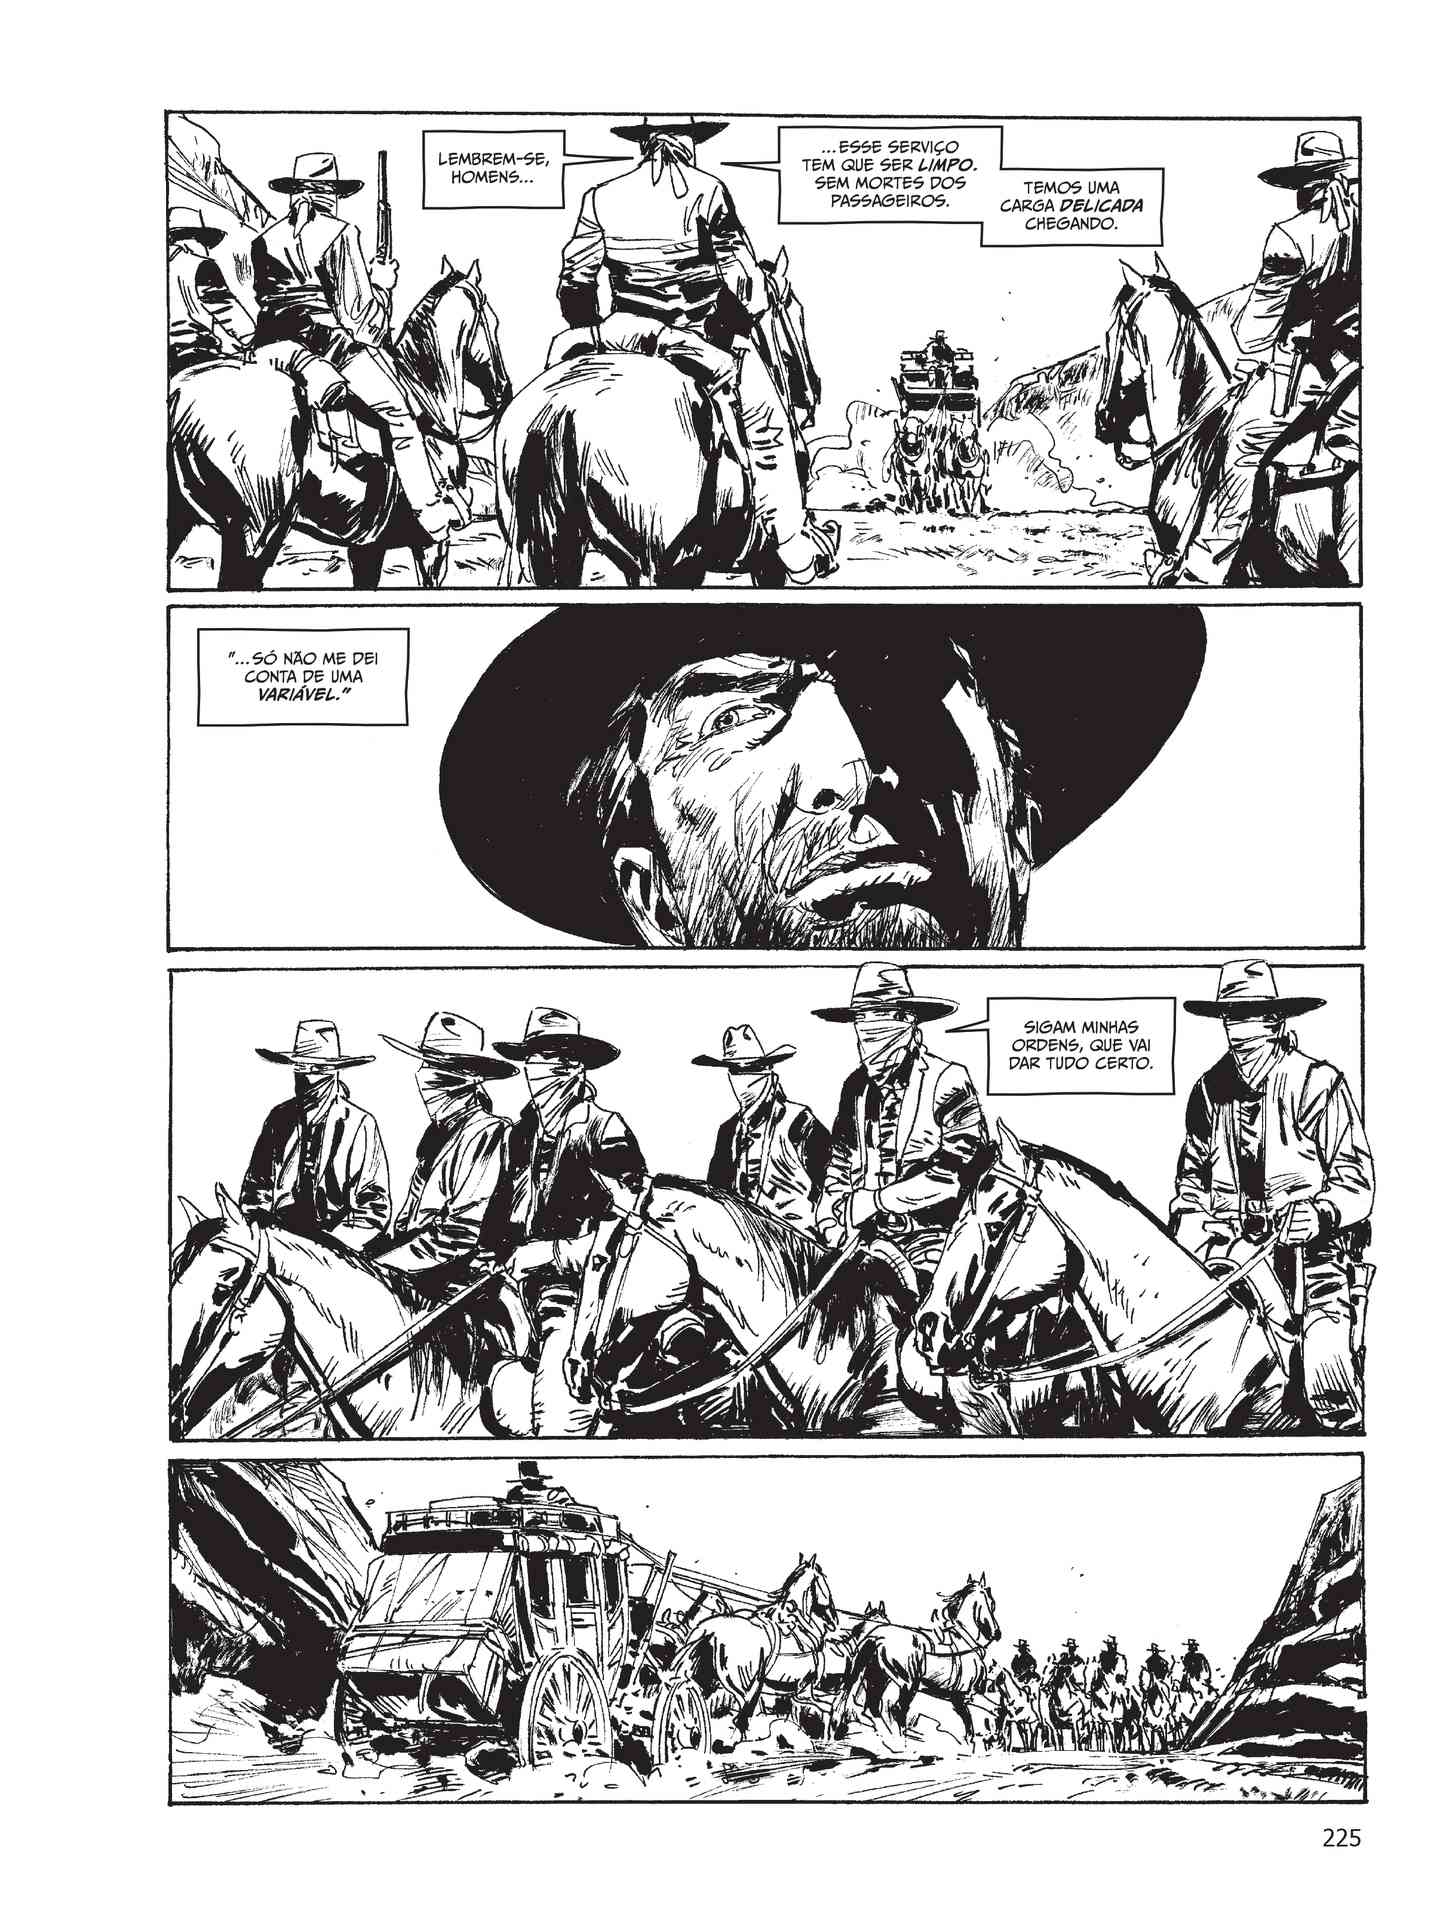 LEMBREM-SE,
HOMENS...
...ESSE SERVIÇO
TEM QUE SER LIMPO.
SEM MORTES DOS
PASSAGEIROS.
TEMOS UMA
CARGA DELICADA
CHEGANDO.
"...SÓ NÃO ME DEI
CONTA DE UMA
VARIÁVEL."
SIGAM MINHAS
ORDENS, QUE VAI
DAR TUDO CERTO.
225